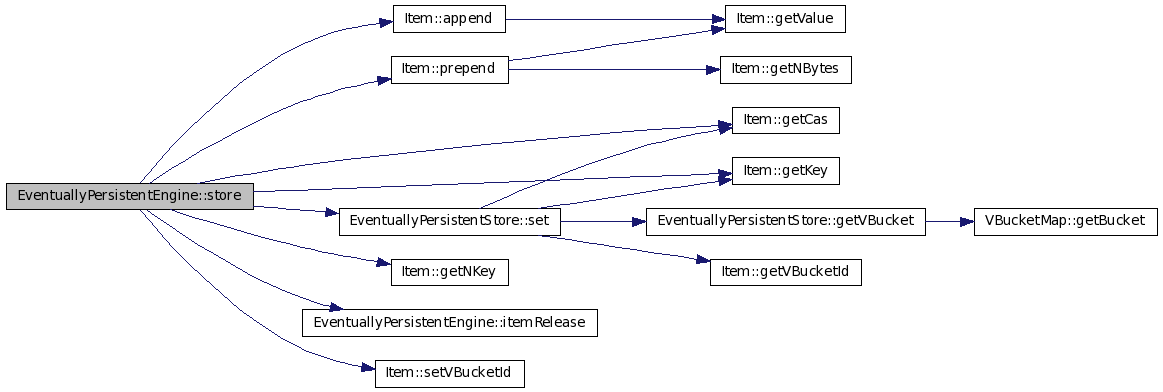 Item::append
Item::getValue
Item::prepend
Item::getNBytes
Item::getCas
Item::getKey
EventuallyPersistentEngine::store
EventuallyPersistentStore::set
EventuallyPersistentStore::getVBucket
VBucketMap::getBucket
Item::getNKey
Item::getVBucketId
EventuallyPersistentEngine::itemRelease
Item::setVBucketId